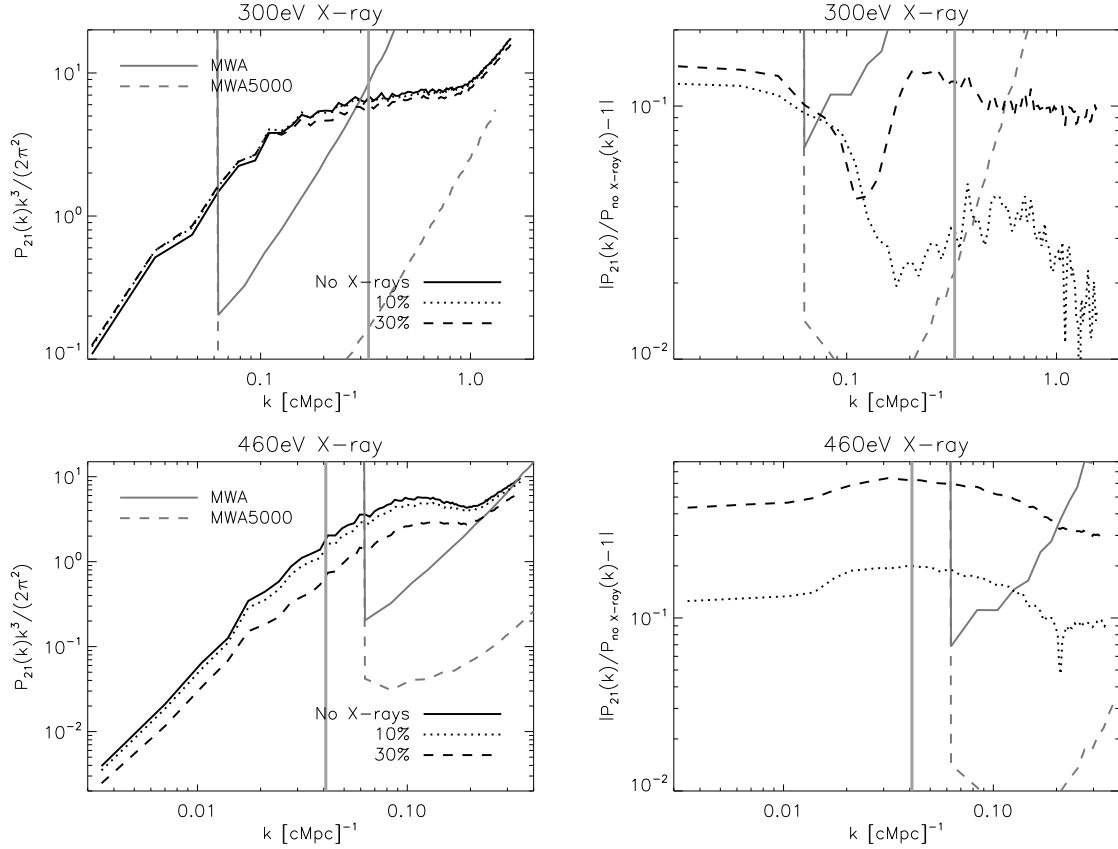 300eV X-ray
10¹
10⁰
10⁻¹
P₂₁(k)k³/(2π²)
MWA
MWA5000
No X-rays
10%
30%
0.1
1.0
k [cMpc]⁻¹
300eV X-ray
10⁻¹
10⁻²
|P₂₁(k)/P no X-ray(k)-1|
0.1
1.0
k [cMpc]⁻¹
460eV X-ray
10¹
10⁰
10⁻¹
10⁻²
P₂₁(k)k³/(2π²)
MWA
MWA5000
No X-rays
10%
30%
0.01
0.10
k [cMpc]⁻¹
460eV X-ray
10⁻¹
10⁻²
|P₂₁(k)/P no X-ray(k)-1|
0.01
0.10
k [cMpc]⁻¹